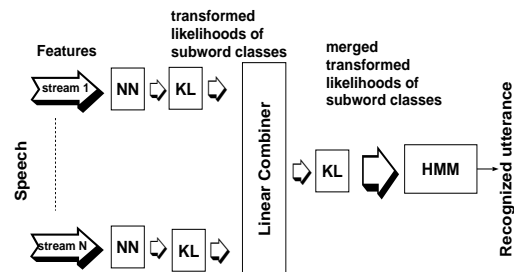 transformed
likelihoods of
subword classes
Features
merged
transformed
likelihoods of
subword classes
stream 1
NN
KL
Speech
Linear Combiner
KL
HMM
Recognized utterance
stream N
NN
KL